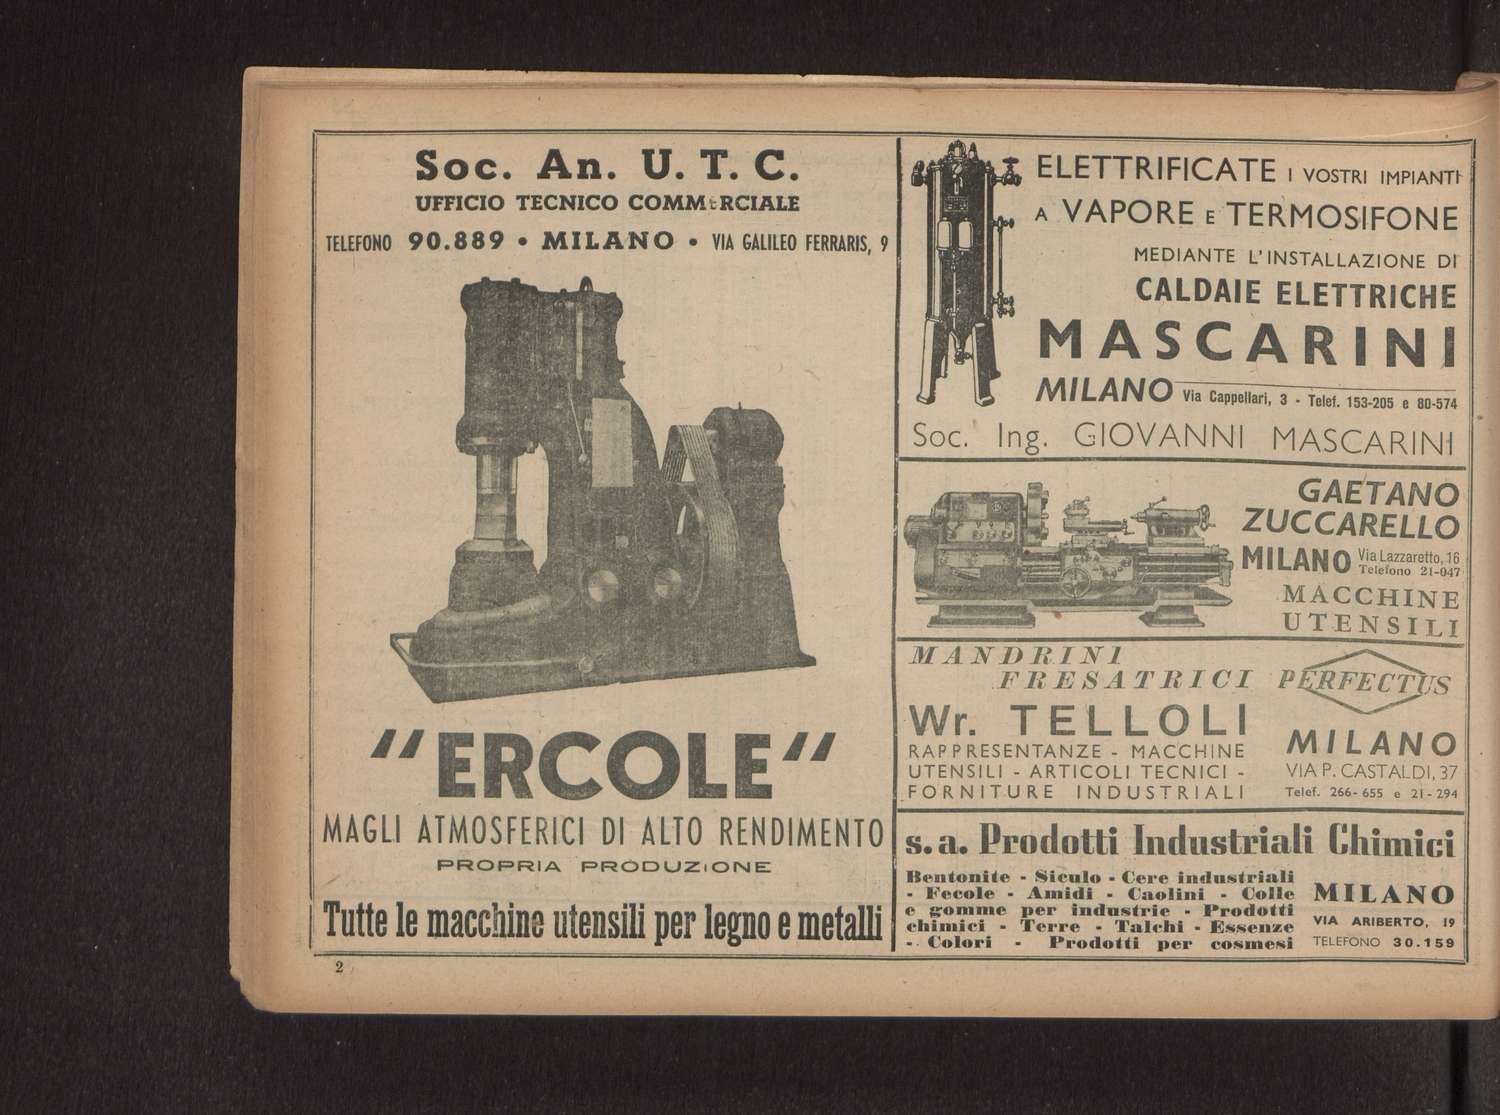 Soc. An. U. T. C.
UFFICIO TECNICO COMMERCIALE
TELEFONO 90.889 • MILANO • VIA GALILEO FERRARIS, 9
"ERCOLE"
MAGLI ATMOSFERICI DI ALTO RENDIMENTO
PROPRIA PRODUZIONE
Tutte le macchine utensili per legno e metalli
2
ELETTRIFICATE I VOSTRI IMPIANTI
A VAPORE E TERMOSIFONE
MEDIANTE L'INSTALLAZIONE DI
CALDAIE ELETTRICHE
MASCARINI
MILANO Via Cappellari, 3 - Telef. 153-205 e 80-574
Soc. Ing. GIOVANNI MASCARINI
GAETANO
ZUCCARELLO
MILANO Via Lazzaretto, 16
Telefono 21-047
MACCHINE
UTENSILI
MANDRINI
FRESATRICI PERFECTUS
Wr. TELLOLI
RAPPRESENTANZE - MACCHINE
UTENSILI - ARTICOLI TECNICI -
FORNITURE INDUSTRIALI
MILANO
VIA P. CASTALDI, 37
Telef. 266-655 e 21-294
s. a. Prodotti Industriali Chimici
Bentonite - Siculo - Cere industriali
- Fecole - Amidi - Caolini - Colle
e gomme per industrie - Prodotti
chimici - Terre - Talchi - Essenze
- Colori - Prodotti per cosmesi
MILANO
VIA ARIBERTO, 19
TELEFONO 30.159